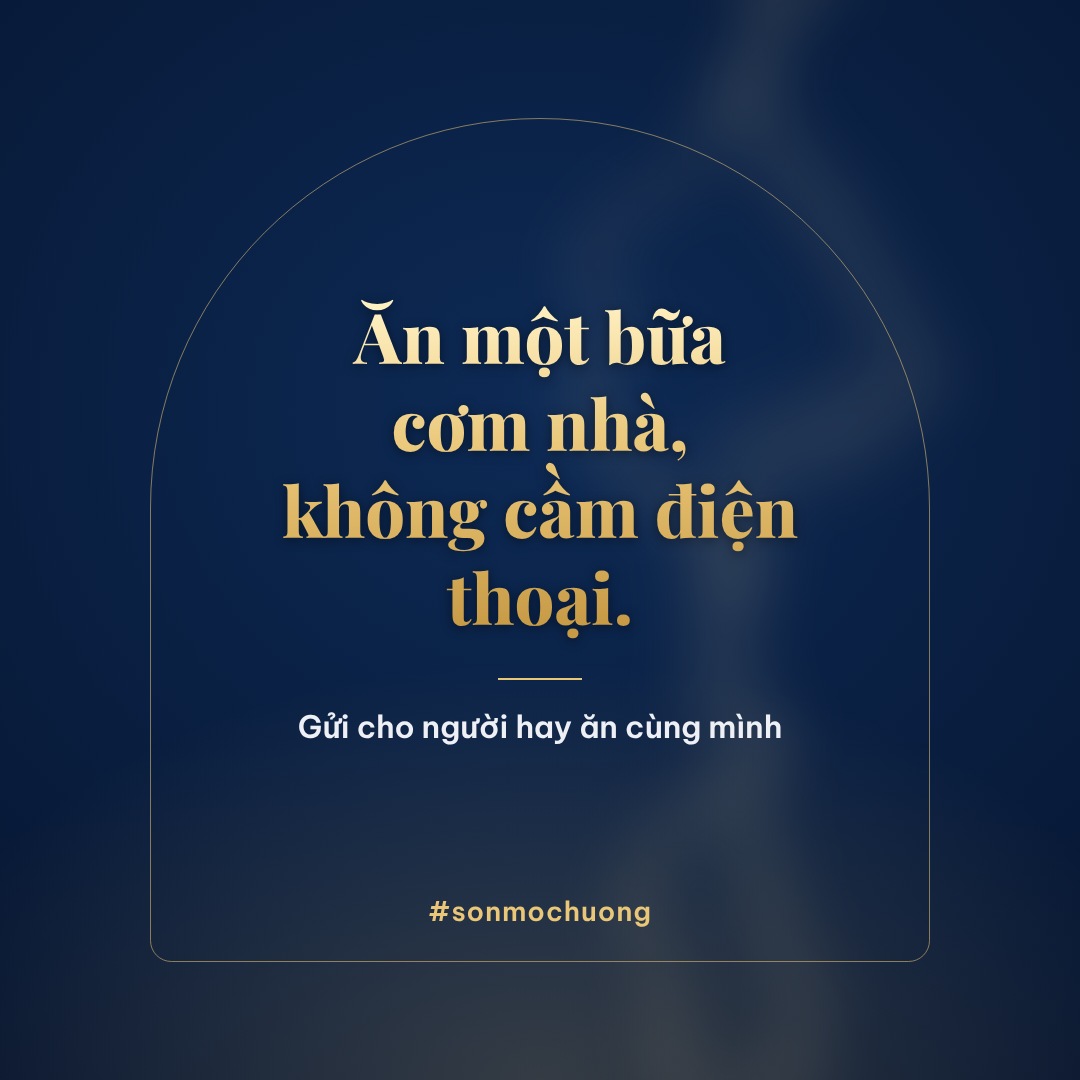 Ăn một bữa
cơm nhà,
không cầm điện
thoại.
Gửi cho người hay ăn cùng mình
#sonmochuong